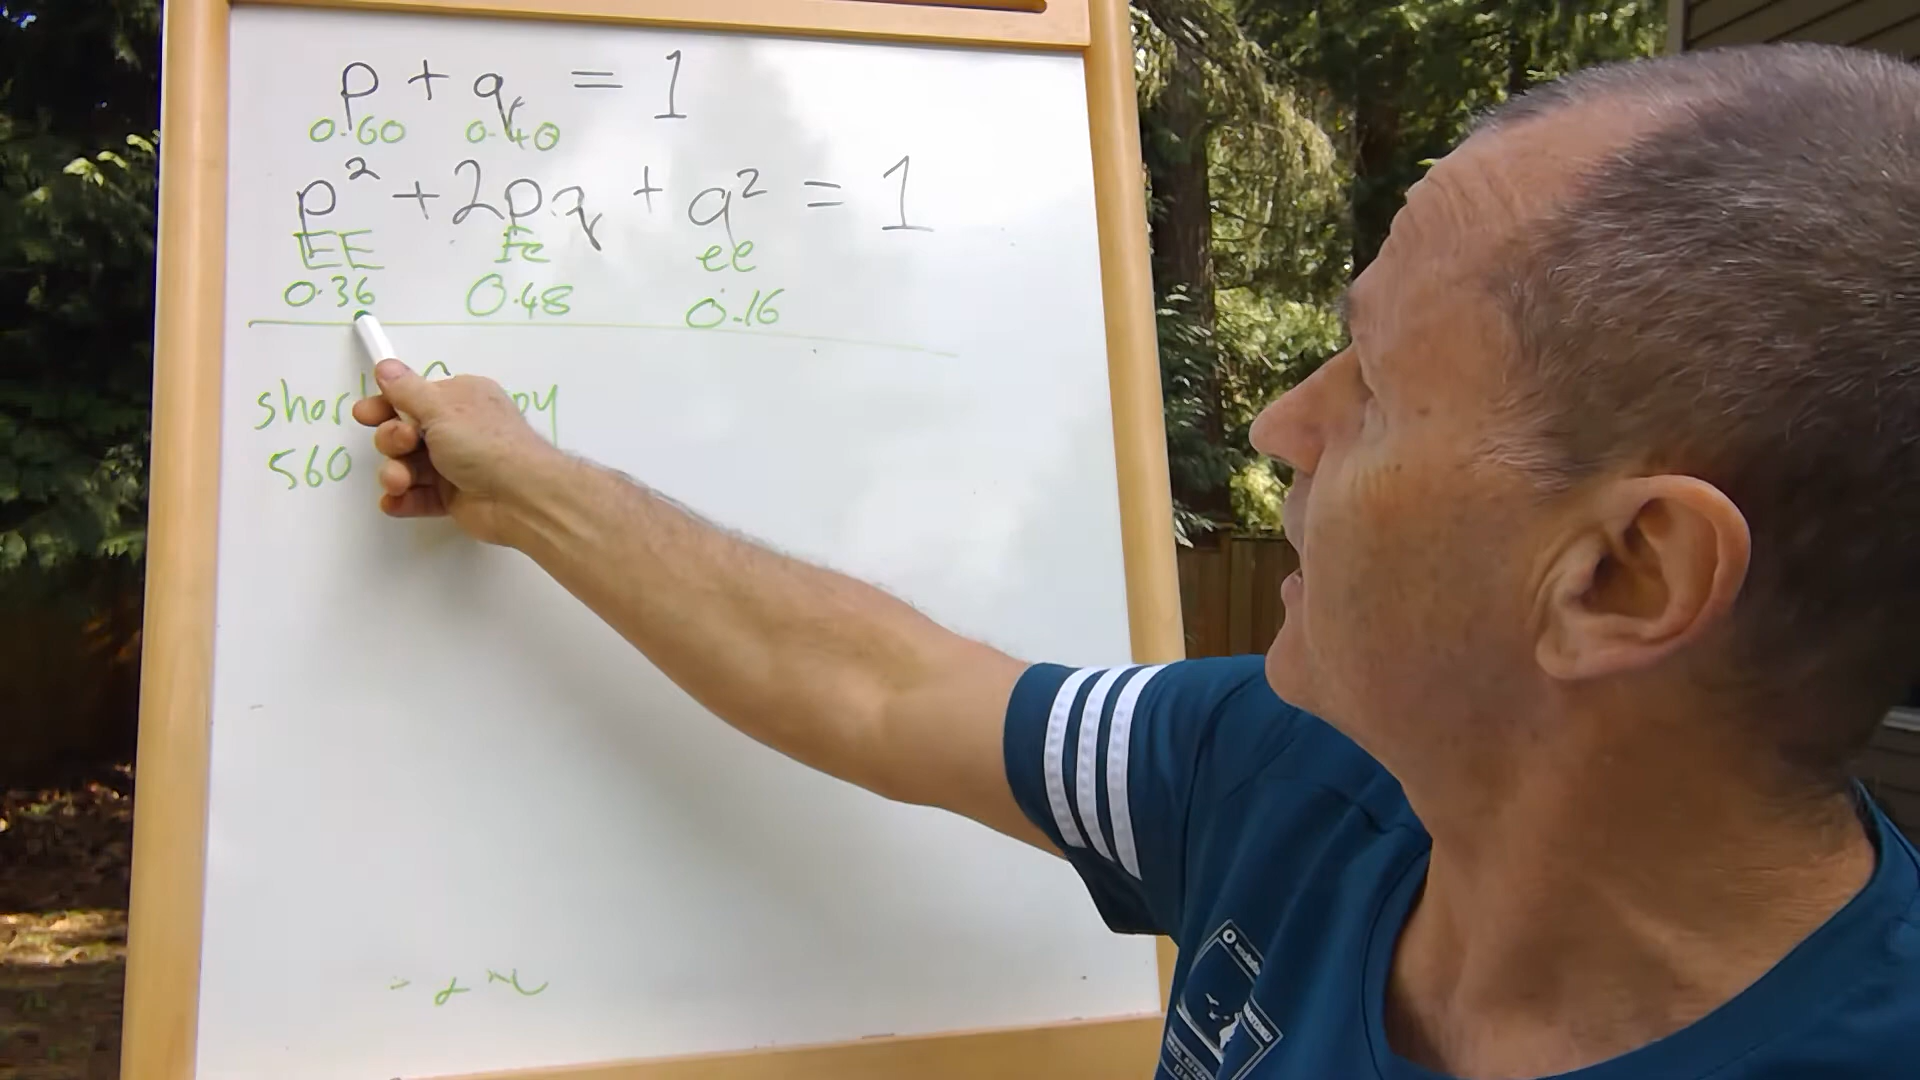 p + q = 1
0.60 0.40
p² + 2pq + q² = 1
EE Ee ee
0.36 0.48 0.16
560